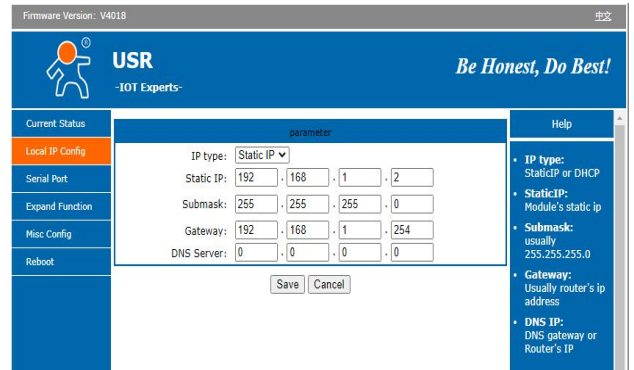 Firmware Version: V4018
中文
®
USR
-IOT Experts-
Be Honest, Do Best!
Current Status
Local IP Config
Serial Port
Expand Function
Misc Config
Reboot
parameter
IP type: Static IP
Static IP: 192 . 168 . 1 . 2
Submask: 255 . 255 . 255 . 0
Gateway: 192 . 168 . 1 . 254
DNS Server: 0 . 0 . 0 . 0
Save Cancel
Help
• IP type:
StaticIP or DHCP
• StaticIP:
Module's static ip
• Submask:
usually
255.255.255.0
• Gateway:
Usually router's ip
address
• DNS IP:
DNS gateway or
Router's IP